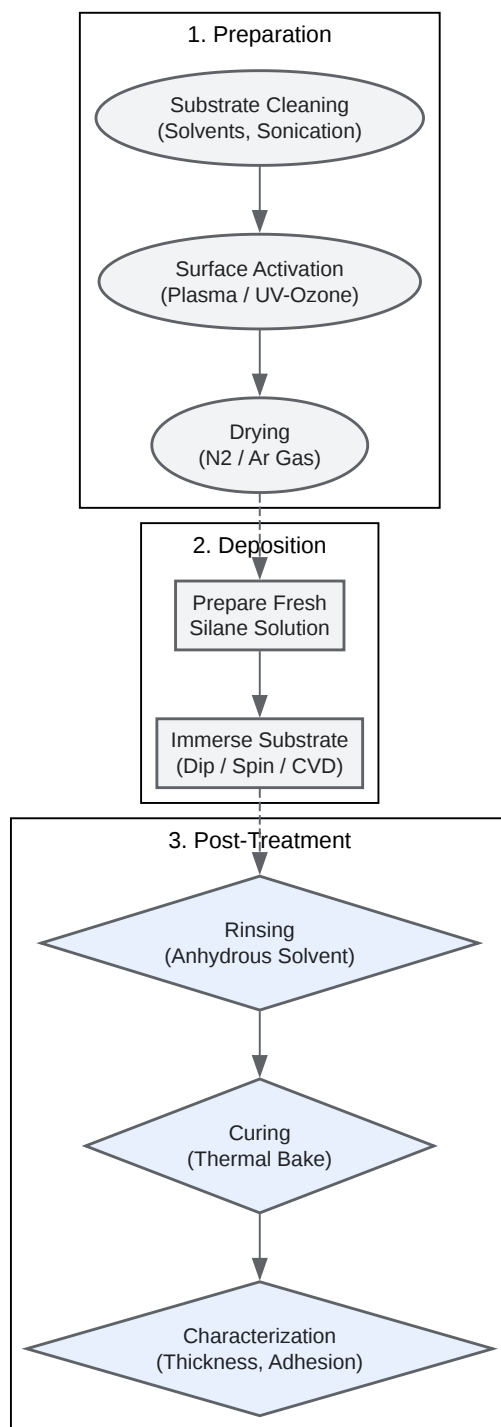 1. Preparation
Substrate Cleaning
(Solvents, Sonication)
Surface Activation
(Plasma / UV-Ozone)
Drying
(N2 / Ar Gas)
2. Deposition
Prepare Fresh
Silane Solution
Immerse Substrate
(Dip / Spin / CVD)
3. Post-Treatment
Rinsing
(Anhydrous Solvent)
Curing
(Thermal Bake)
Characterization
(Thickness, Adhesion)